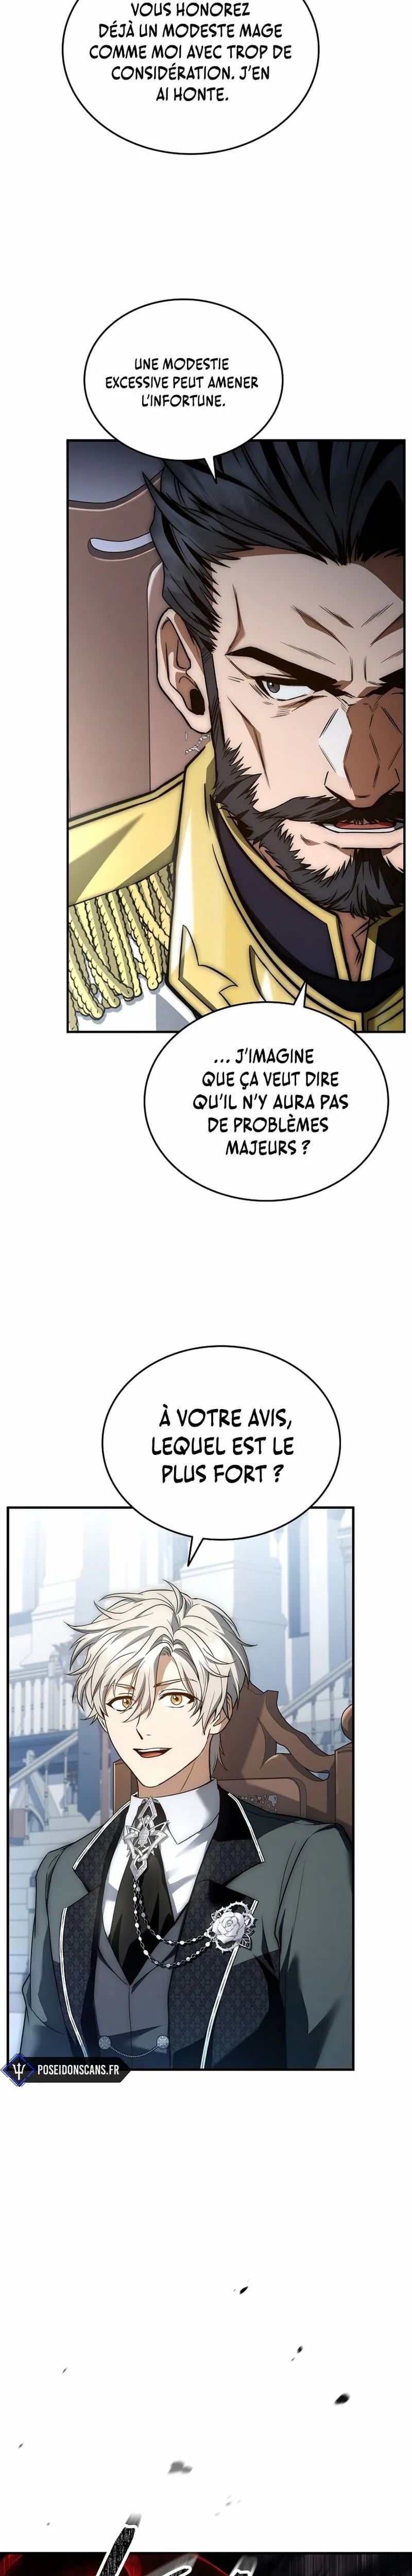 VOUS HONOREZ
DÉJÀ UN MODESTE MAGE
COMME MOI AVEC TROP DE
CONSIDÉRATION. J'EN
AI HONTE.
UNE MODESTIE
EXCESSIVE PEUT AMENER
L'INFORTUNE.
... J'IMAGINE
QUE ÇA VEUT DIRE
QU'IL N'Y AURA PAS
DE PROBLÈMES
MAJEURS ?
À VOTRE AVIS,
LEQUEL EST LE
PLUS FORT ?
POSEIDONSCANS.FR